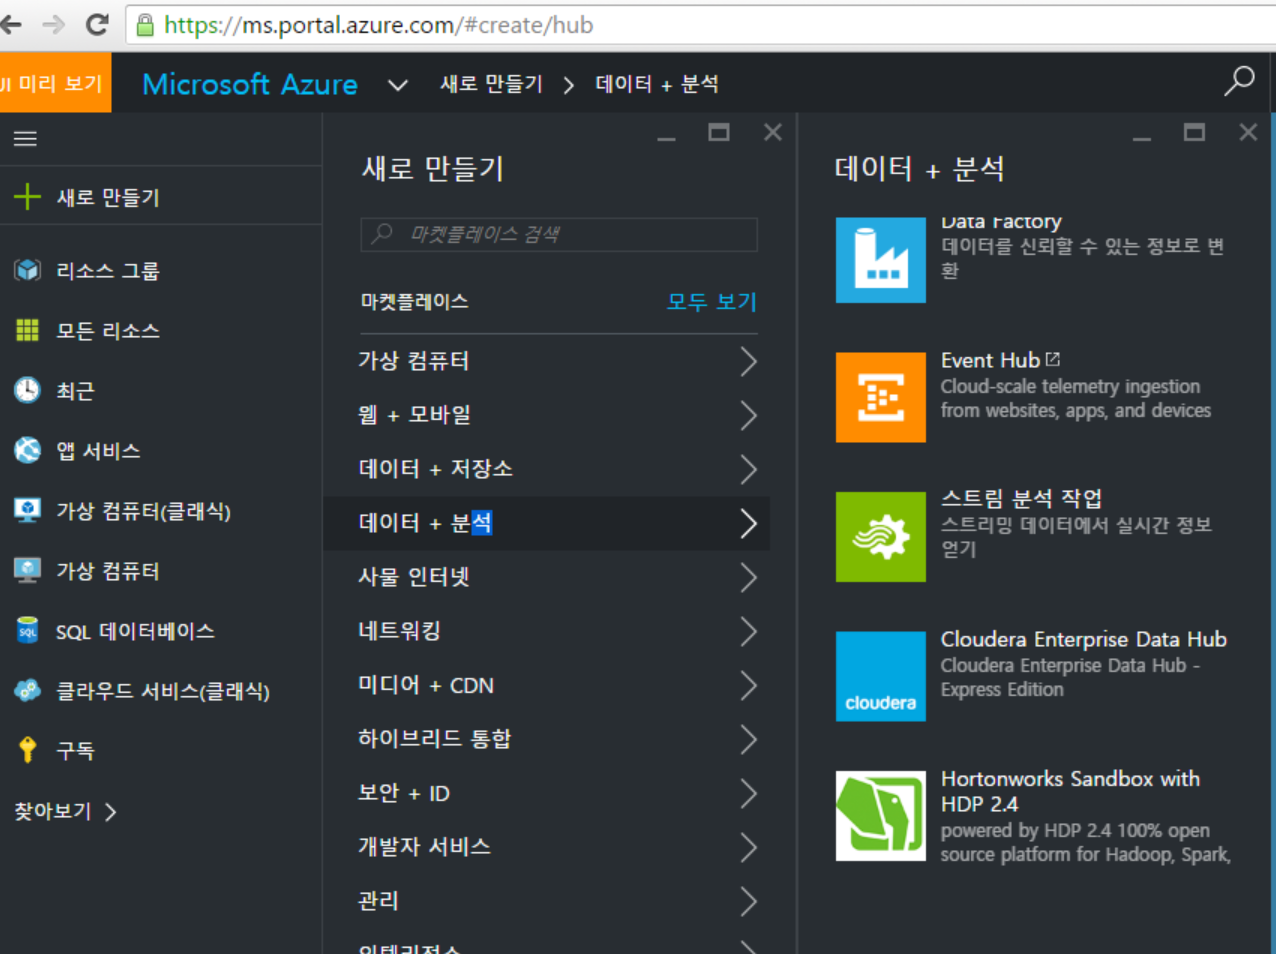 https://ms.portal.azure.com/#create/hub
UI 미리 보기
Microsoft Azure
새로 만들기
데이터 + 분석
새로 만들기
리소스 그룹
모든 리소스
최근
앱 서비스
가상 컴퓨터(클래식)
가상 컴퓨터
SQL 데이터베이스
클라우드 서비스(클래식)
구독
찾아보기
새로 만들기
마켓플레이스 검색
마켓플레이스
모두 보기
가상 컴퓨터
웹 + 모바일
데이터 + 저장소
데이터 + 분석
사물 인터넷
네트워킹
미디어 + CDN
하이브리드 통합
보안 + ID
개발자 서비스
관리
인텔리전스
데이터 + 분석
Data Factory
데이터를 신뢰할 수 있는 정보로 변
환
Event Hub
Cloud-scale telemetry ingestion
from websites, apps, and devices
스트림 분석 작업
스트리밍 데이터에서 실시간 정보
얻기
cloudera
Cloudera Enterprise Data Hub
Cloudera Enterprise Data Hub -
Express Edition
Hortonworks Sandbox with
HDP 2.4
powered by HDP 2.4 100% open
source platform for Hadoop, Spark,